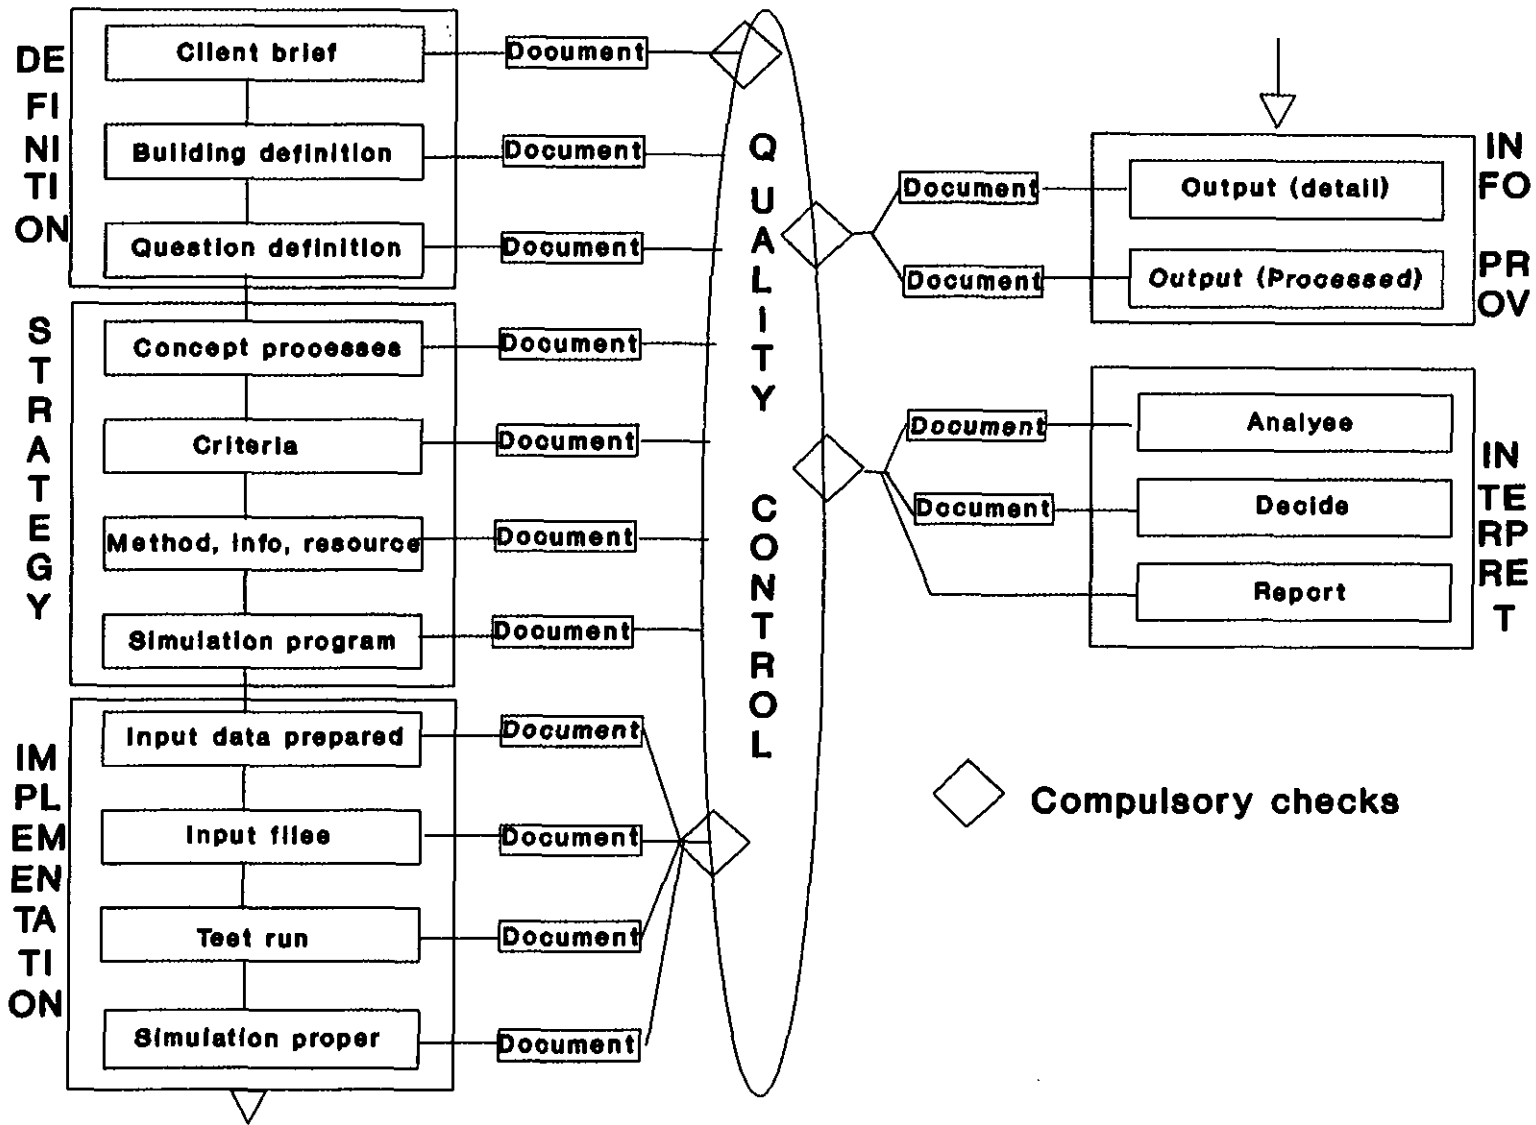 DE
FI
NI
TI
ON
Client brief
Document
Building definition
Document
Question definition
Document
STRATEGY
Concept processes
Document
Criteria
Document
Method, info, resource
Document
Simulation program
Document
IM
PL
EM
EN
TA
TI
ON
Input data prepared
Document
Input files
Document
Test run
Document
Simulation proper
Document
QUALITY CONTROL
Document
Output (detail)
Document
Output (Processed)
IN
FO
PR
OV
Document
Analyse
Document
Decide
Report
IN
TE
RP
RE
T
Compulsory checks